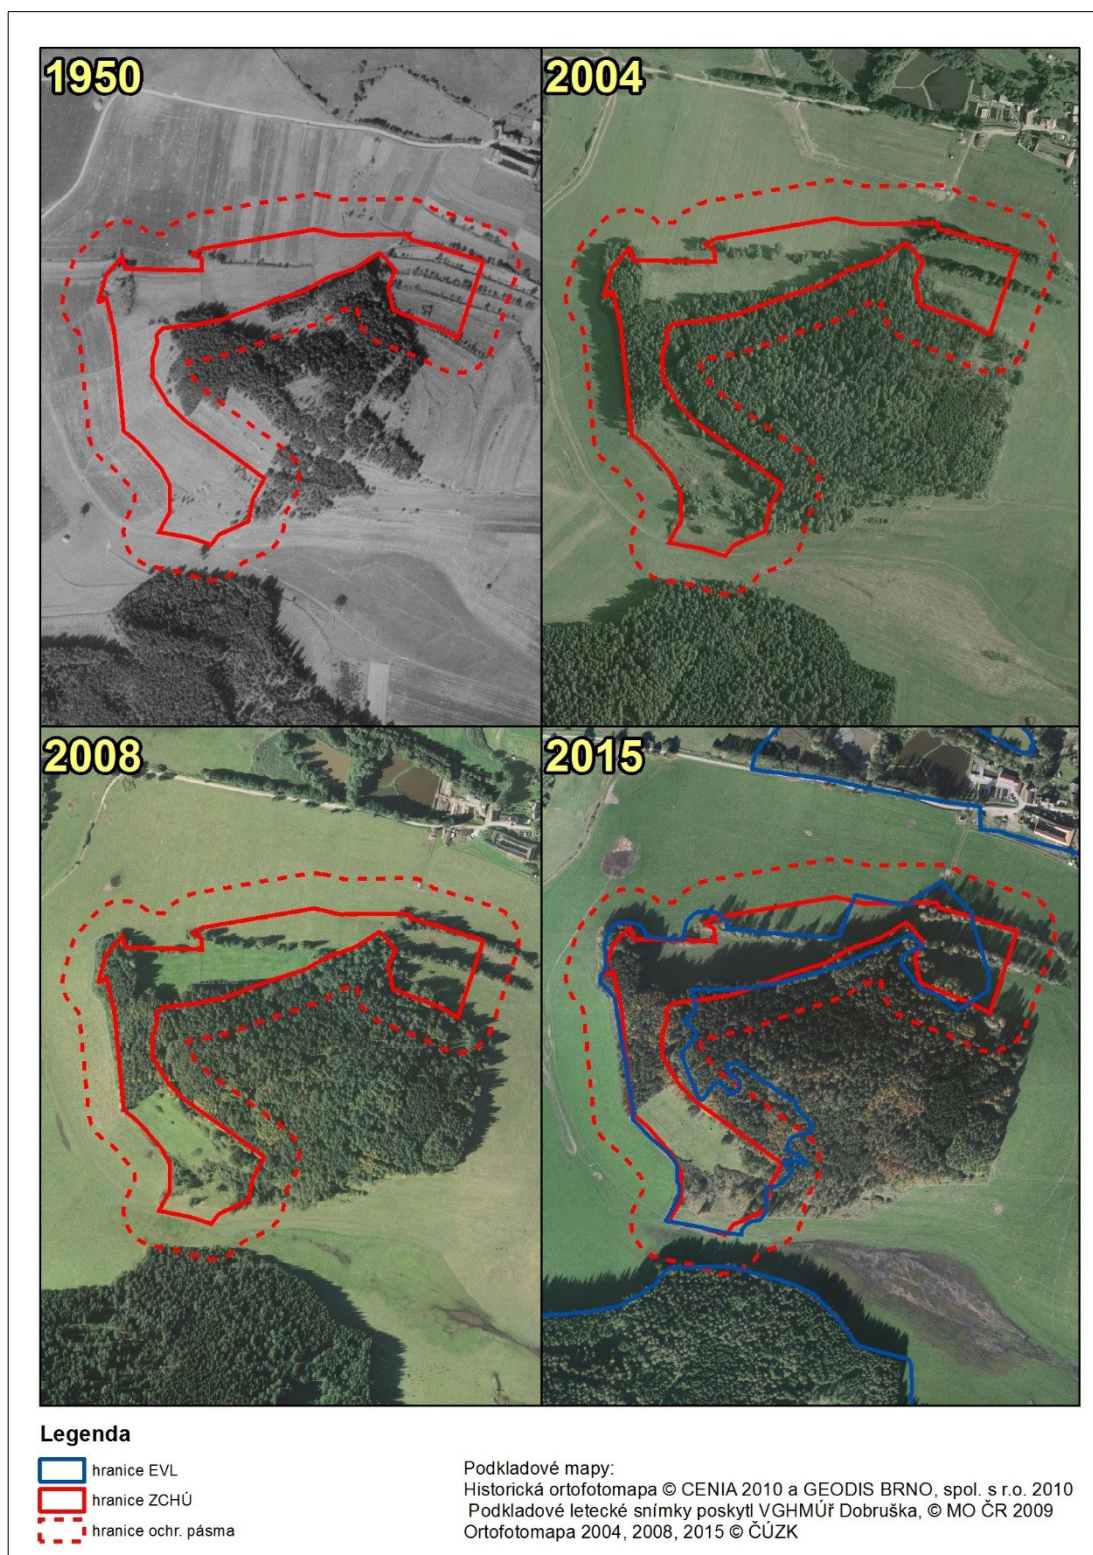 1950
2004
2008
2015
Legenda
hranice EVL
hranice ZCHÚ
hranice ochr. pásma
Podkladové mapy:
Historická ortofotomapa © CENIA 2010 a GEODIS BRNO, spol. s r.o. 2010
Podkladové letecké snímky poskytl VGHMÚř Dobruška, © MO ČR 2009
Ortofotomapa 2004, 2008, 2015 © ČÚZK